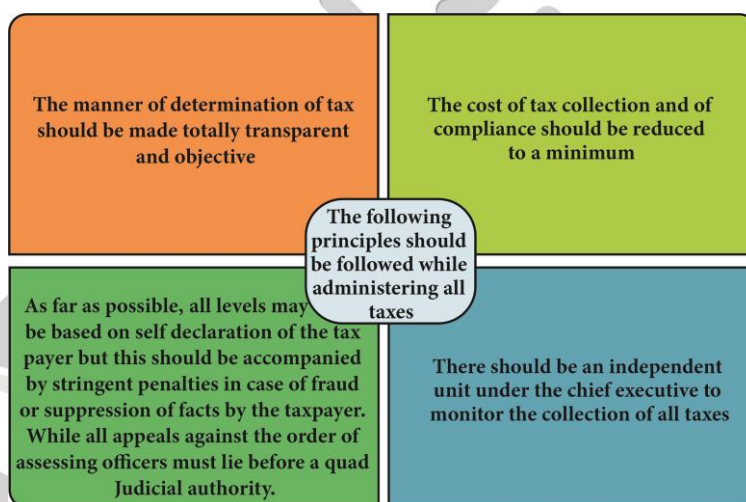 The manner of determination of tax
should be made totally transparent
and objective
The cost of tax collection and of
compliance should be reduced
to a minimum
The following
principles should
be followed while
administering all
taxes
As far as possible, all levels may
be based on self declaration of the tax
payer but this should be accompanied
by stringent penalties in case of fraud
or suppression of facts by the taxpayer.
While all appeals against the order of
assessing officers must lie before a quad
Judicial authority.
There should be an independent
unit under the chief executive to
monitor the collection of all taxes